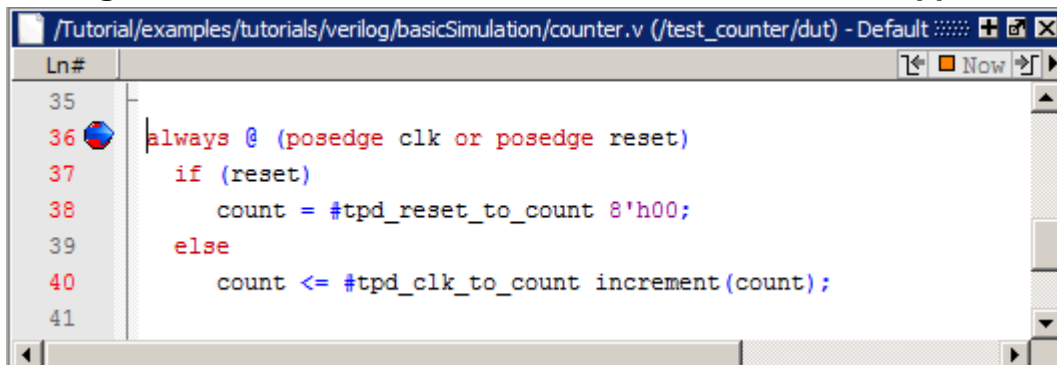 /Tutorial/examples/tutorials/verilog/basicSimulation/counter.v (/test_counter/dut) - Default
Ln# Now
35
36 always @ (posedge clk or posedge reset)
37 if (reset)
38 count = #tpd_reset_to_count 8'h00;
39 else
40 count <= #tpd_clk_to_count increment(count);
41